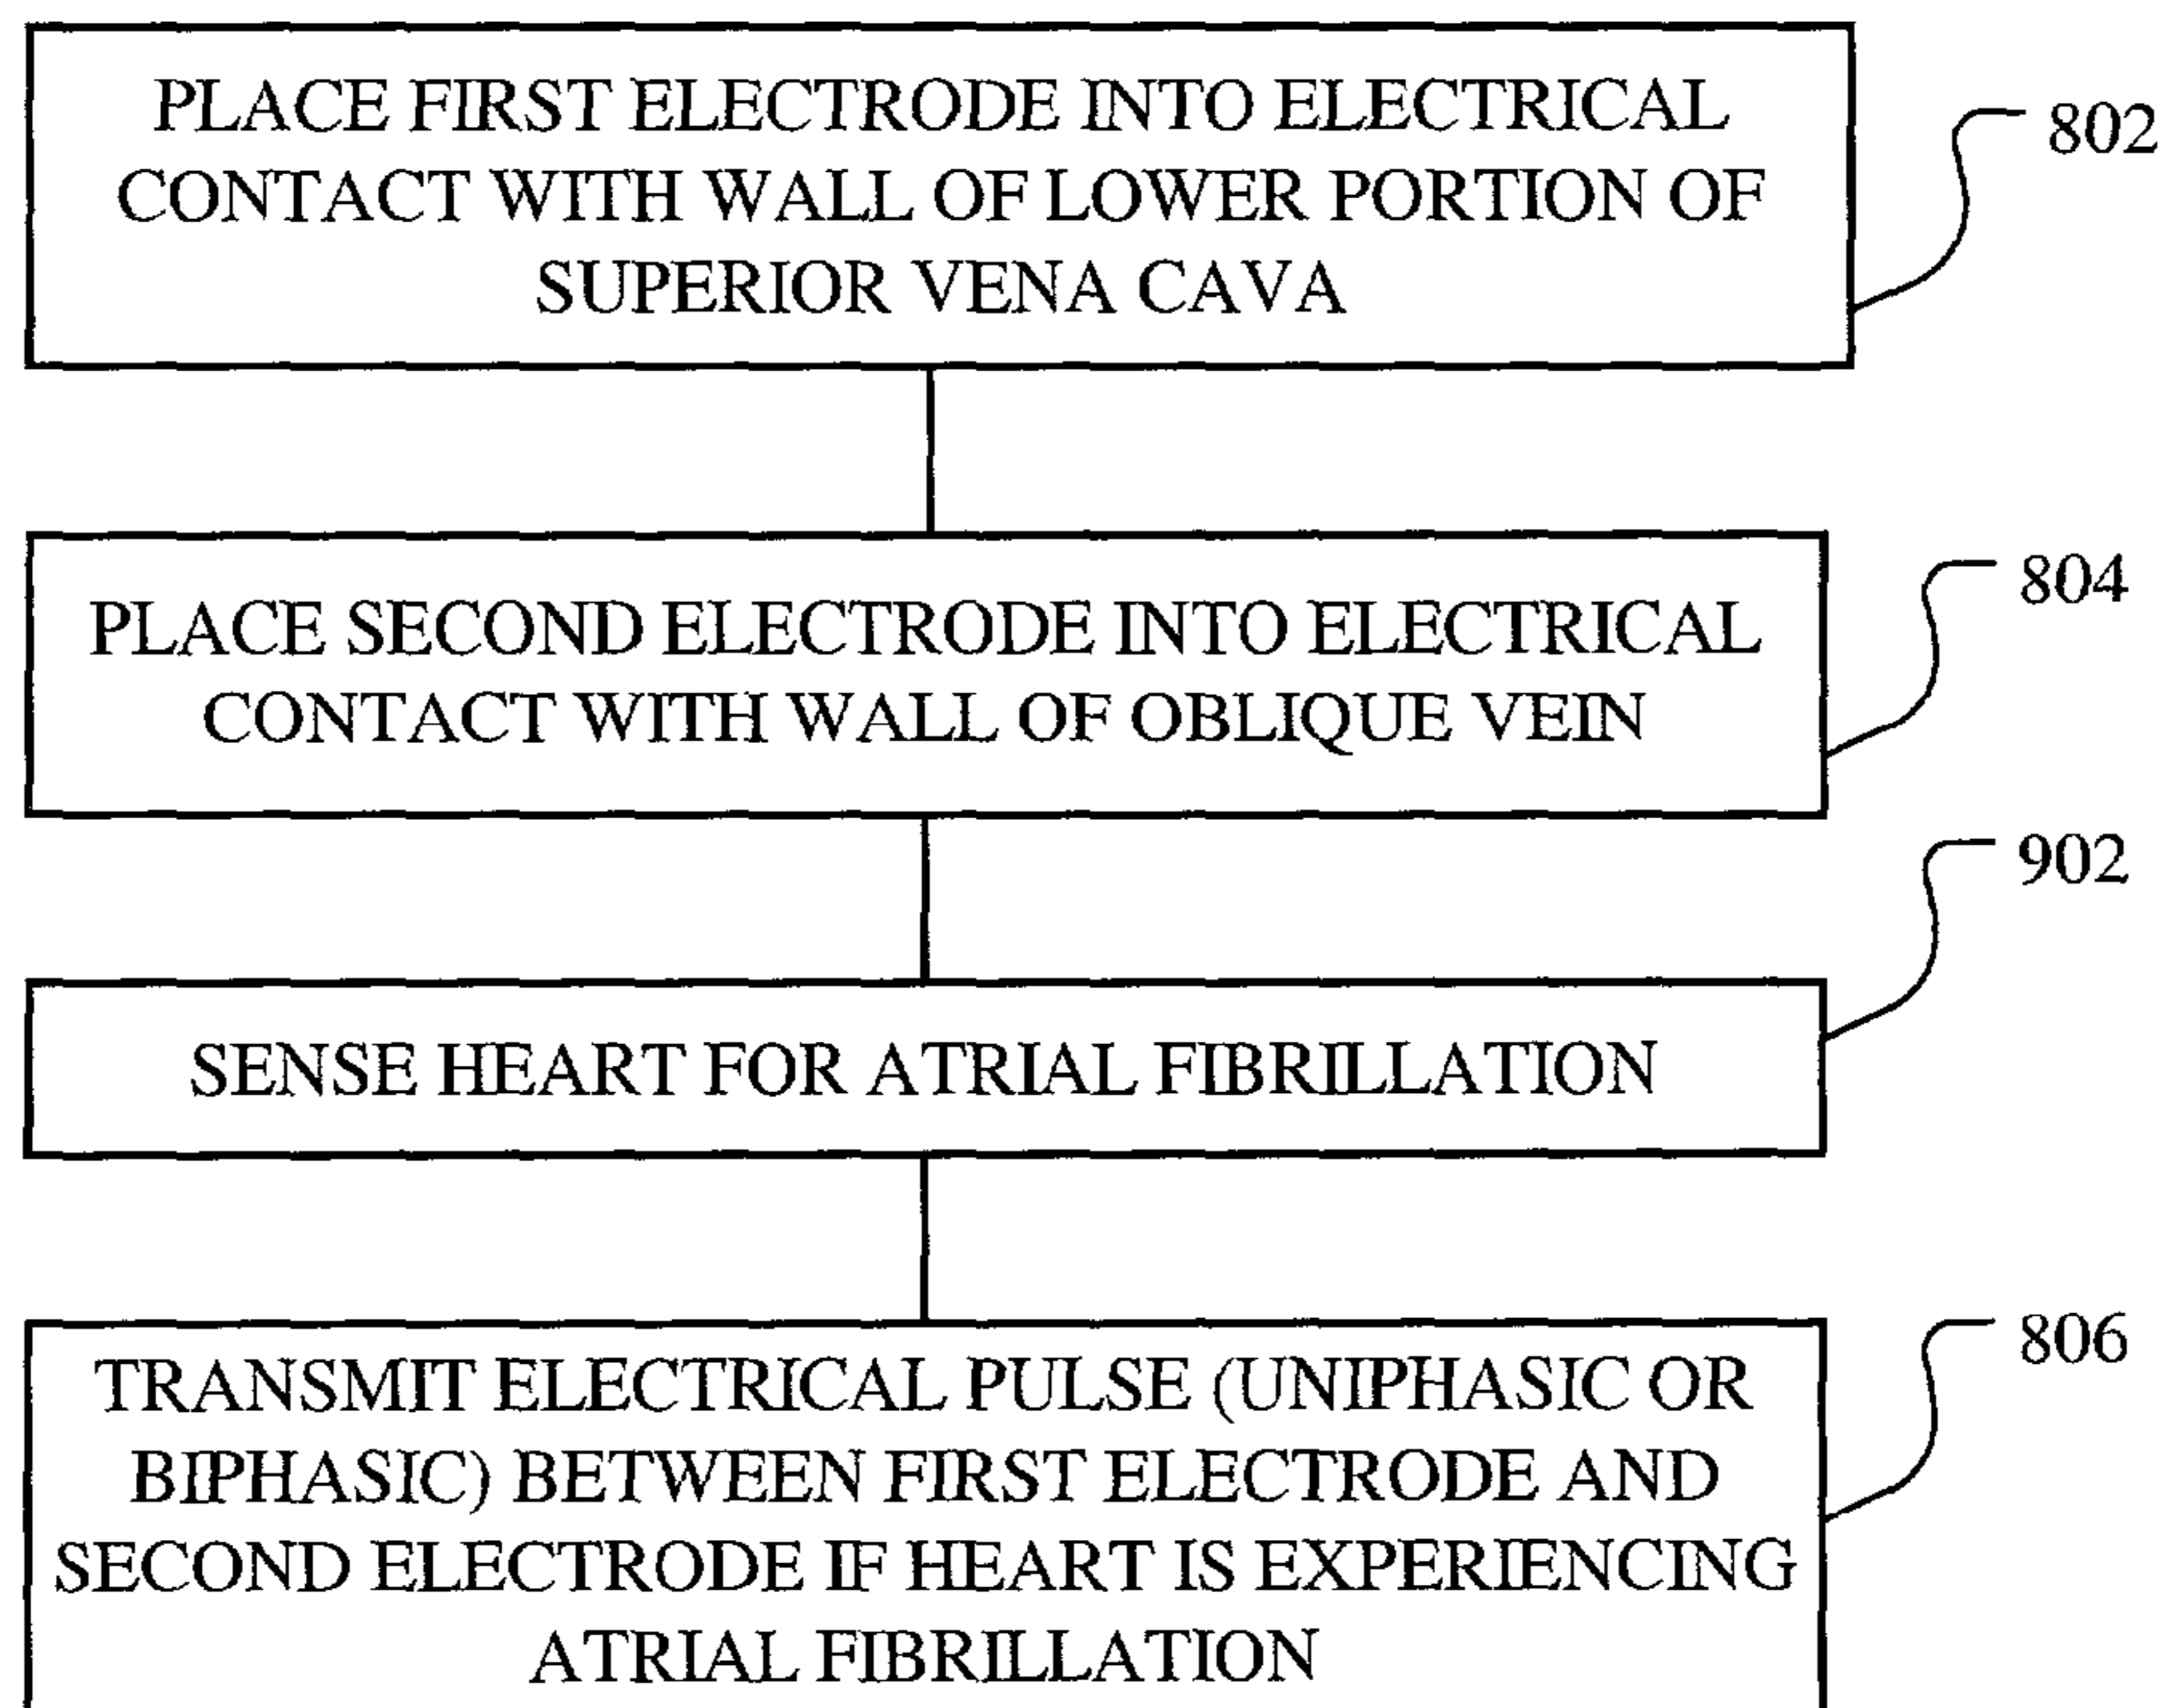 PLACE FIRST ELECTRODE INTO ELECTRICAL
CONTACT WITH WALL OF LOWER PORTION OF
SUPERIOR VENA CAVA
802
PLACE SECOND ELECTRODE INTO ELECTRICAL
CONTACT WITH WALL OF OBLIQUE VEIN
804
902
SENSE HEART FOR ATRIAL FIBRILLATION
806
TRANSMIT ELECTRICAL PULSE (UNIPHASIC OR
BIPHASIC) BETWEEN FIRST ELECTRODE AND
SECOND ELECTRODE IF HEART IS EXPERIENCING
ATRIAL FIBRILLATION